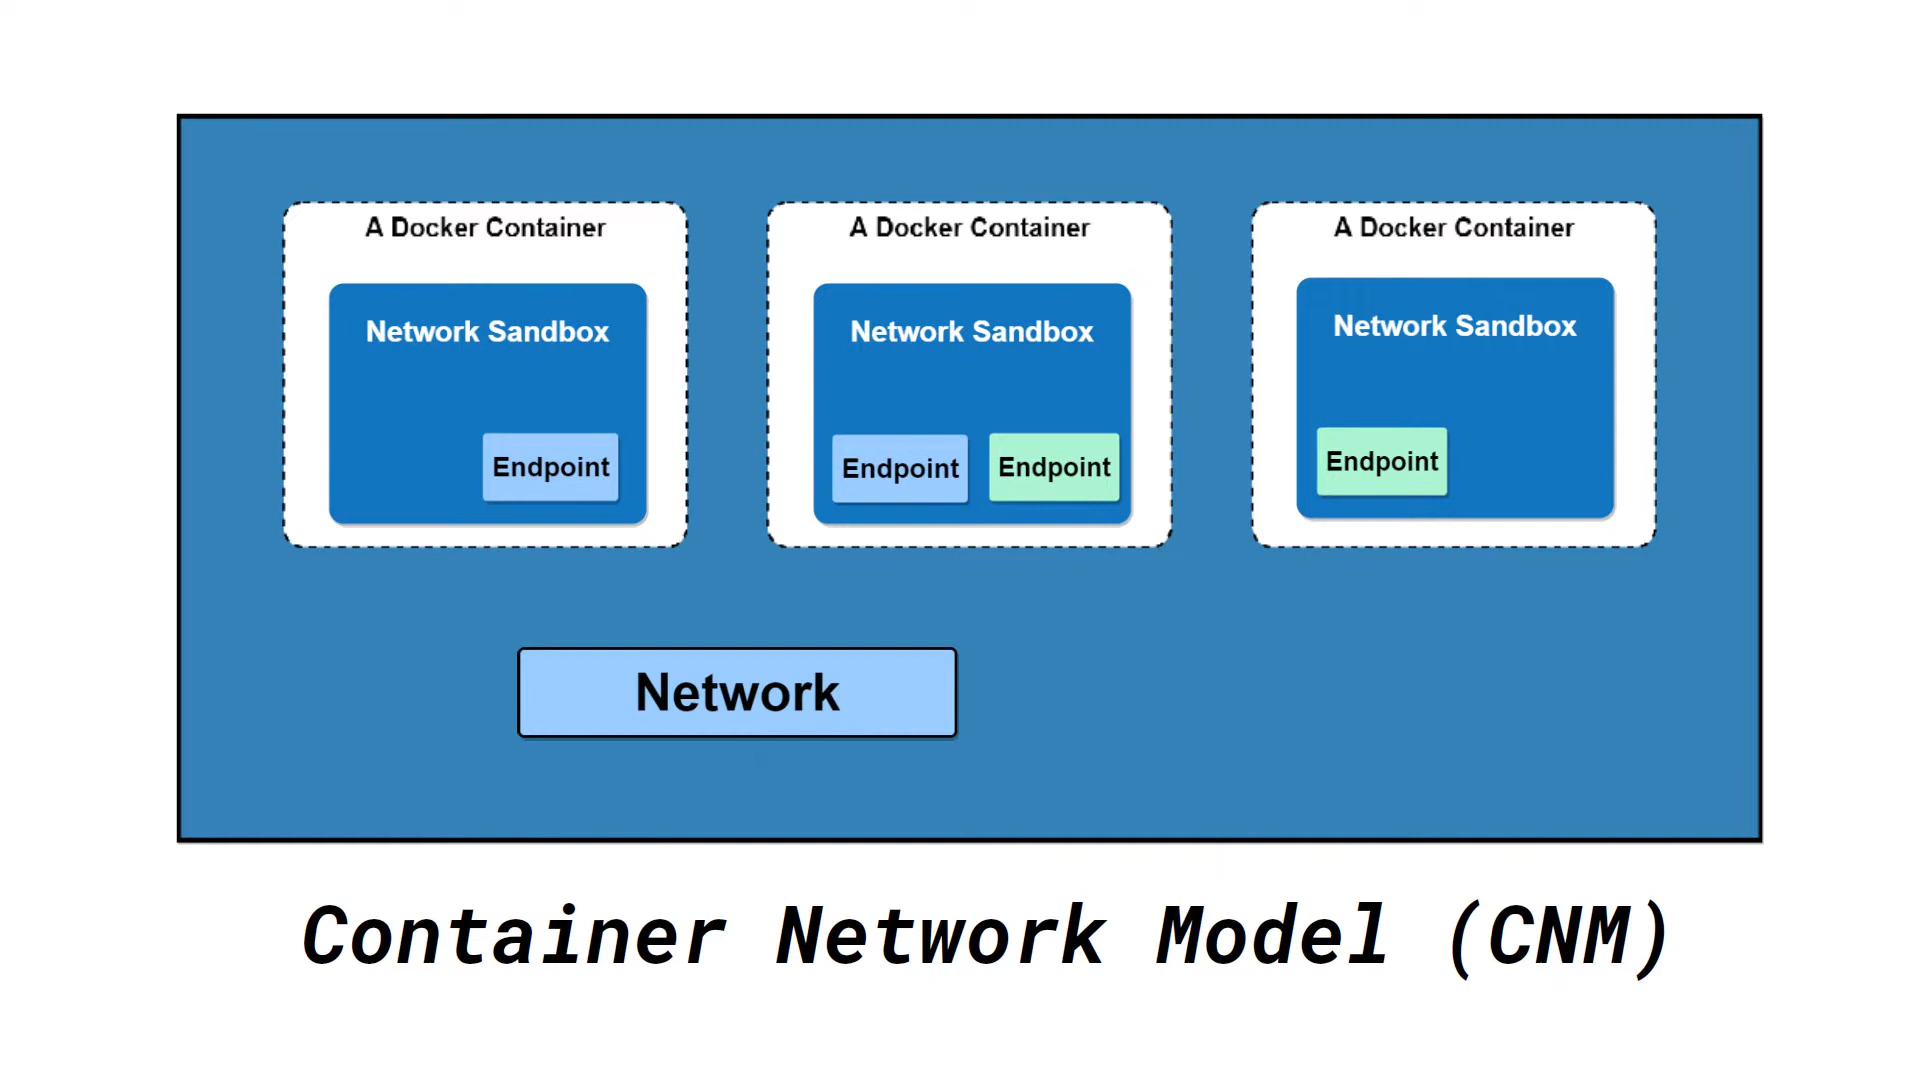 A Docker Container
A Docker Container
A Docker Container
Network Sandbox
Network Sandbox
Network Sandbox
Endpoint
Endpoint
Endpoint
Endpoint
Network
Container Network Model (CNM)